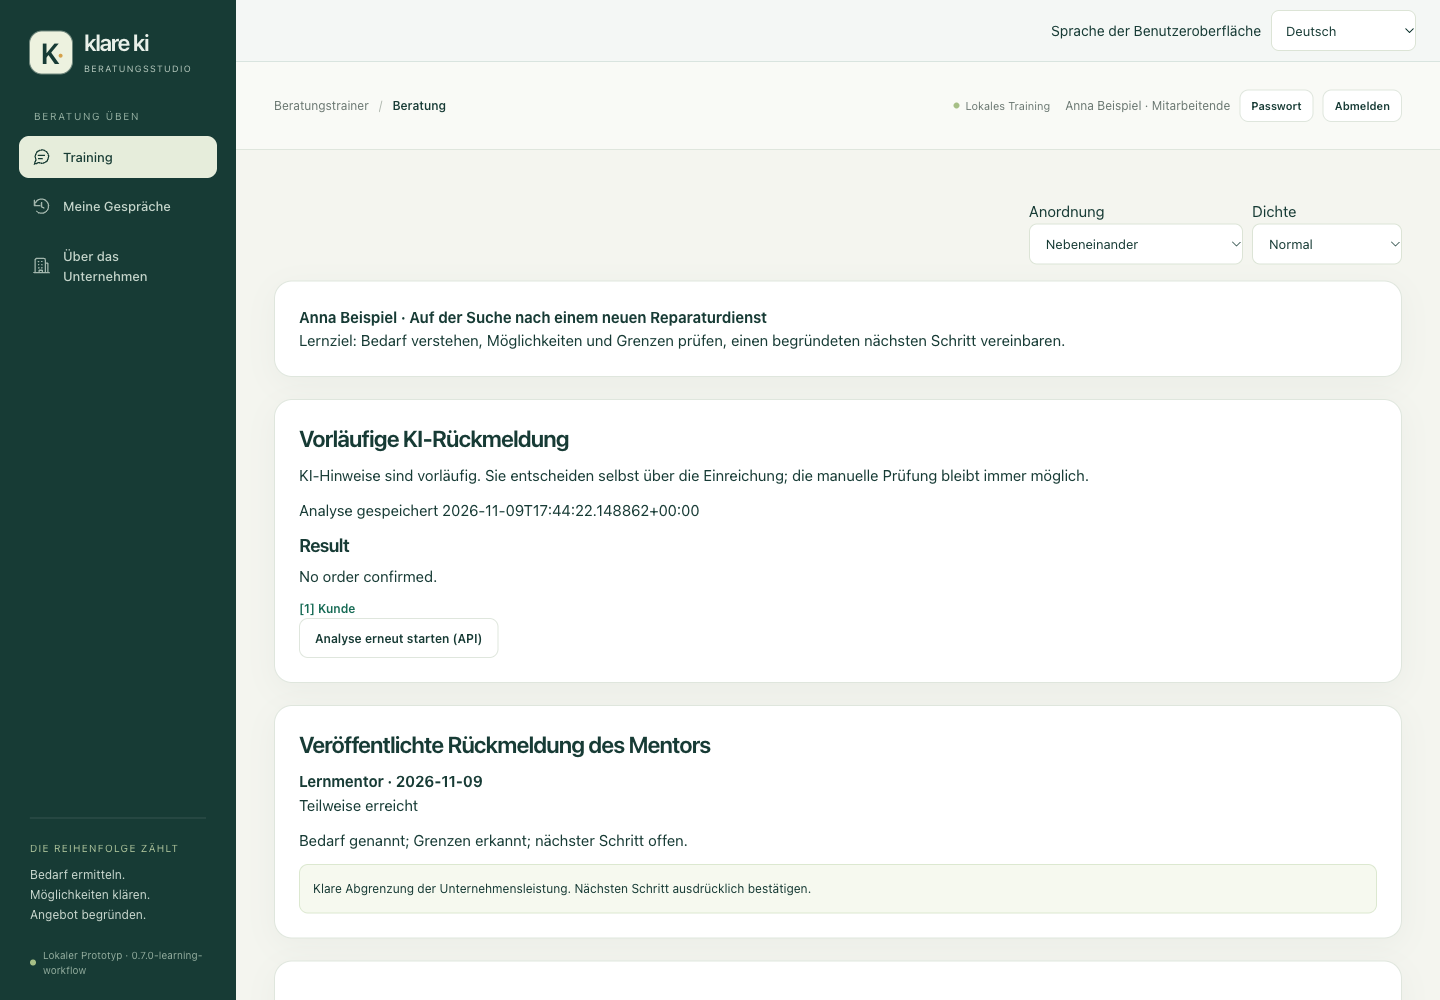 K
klare ki
BERATUNGSSTUDIO
BERATUNG ÜBEN
Training
Meine Gespräche
Über das
Unternehmen
DIE REIHENFOLGE ZÄHLT
Bedarf ermitteln.
Möglichkeiten klären.
Angebot begründen.
Lokaler Prototyp · 0.7.0-learning-
workflow
Sprache der Benutzeroberfläche
Deutsch
Beratungstrainer / Beratung
Lokales Training
Anna Beispiel · Mitarbeitende
Passwort
Abmelden
Anordnung
Nebeneinander
Dichte
Normal
Anna Beispiel · Auf der Suche nach einem neuen Reparaturdienst
Lernziel: Bedarf verstehen, Möglichkeiten und Grenzen prüfen, einen begründeten nächsten Schritt vereinbaren.
Vorläufige KI-Rückmeldung
KI-Hinweise sind vorläufig. Sie entscheiden selbst über die Einreichung; die manuelle Prüfung bleibt immer möglich.
Analyse gespeichert 2026-11-09T17:44:22.148862+00:00
Result
No order confirmed.
[1] Kunde
Analyse erneut starten (API)
Veröffentlichte Rückmeldung des Mentors
Lernmentor · 2026-11-09
Teilweise erreicht
Bedarf genannt; Grenzen erkannt; nächster Schritt offen.
Klare Abgrenzung der Unternehmensleistung. Nächsten Schritt ausdrücklich bestätigen.